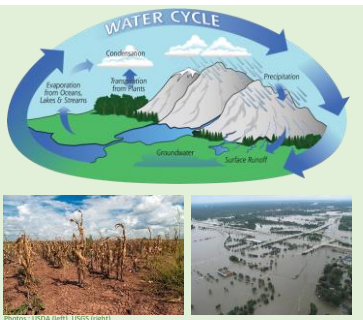 WATER CYCLE
Condensation
Precipitation
Evaporation
from Oceans,
Lakes & Streams
Transpiration
from Plants
Groundwater
Surface Runoff
Photos : USDA (left), USGS (right)